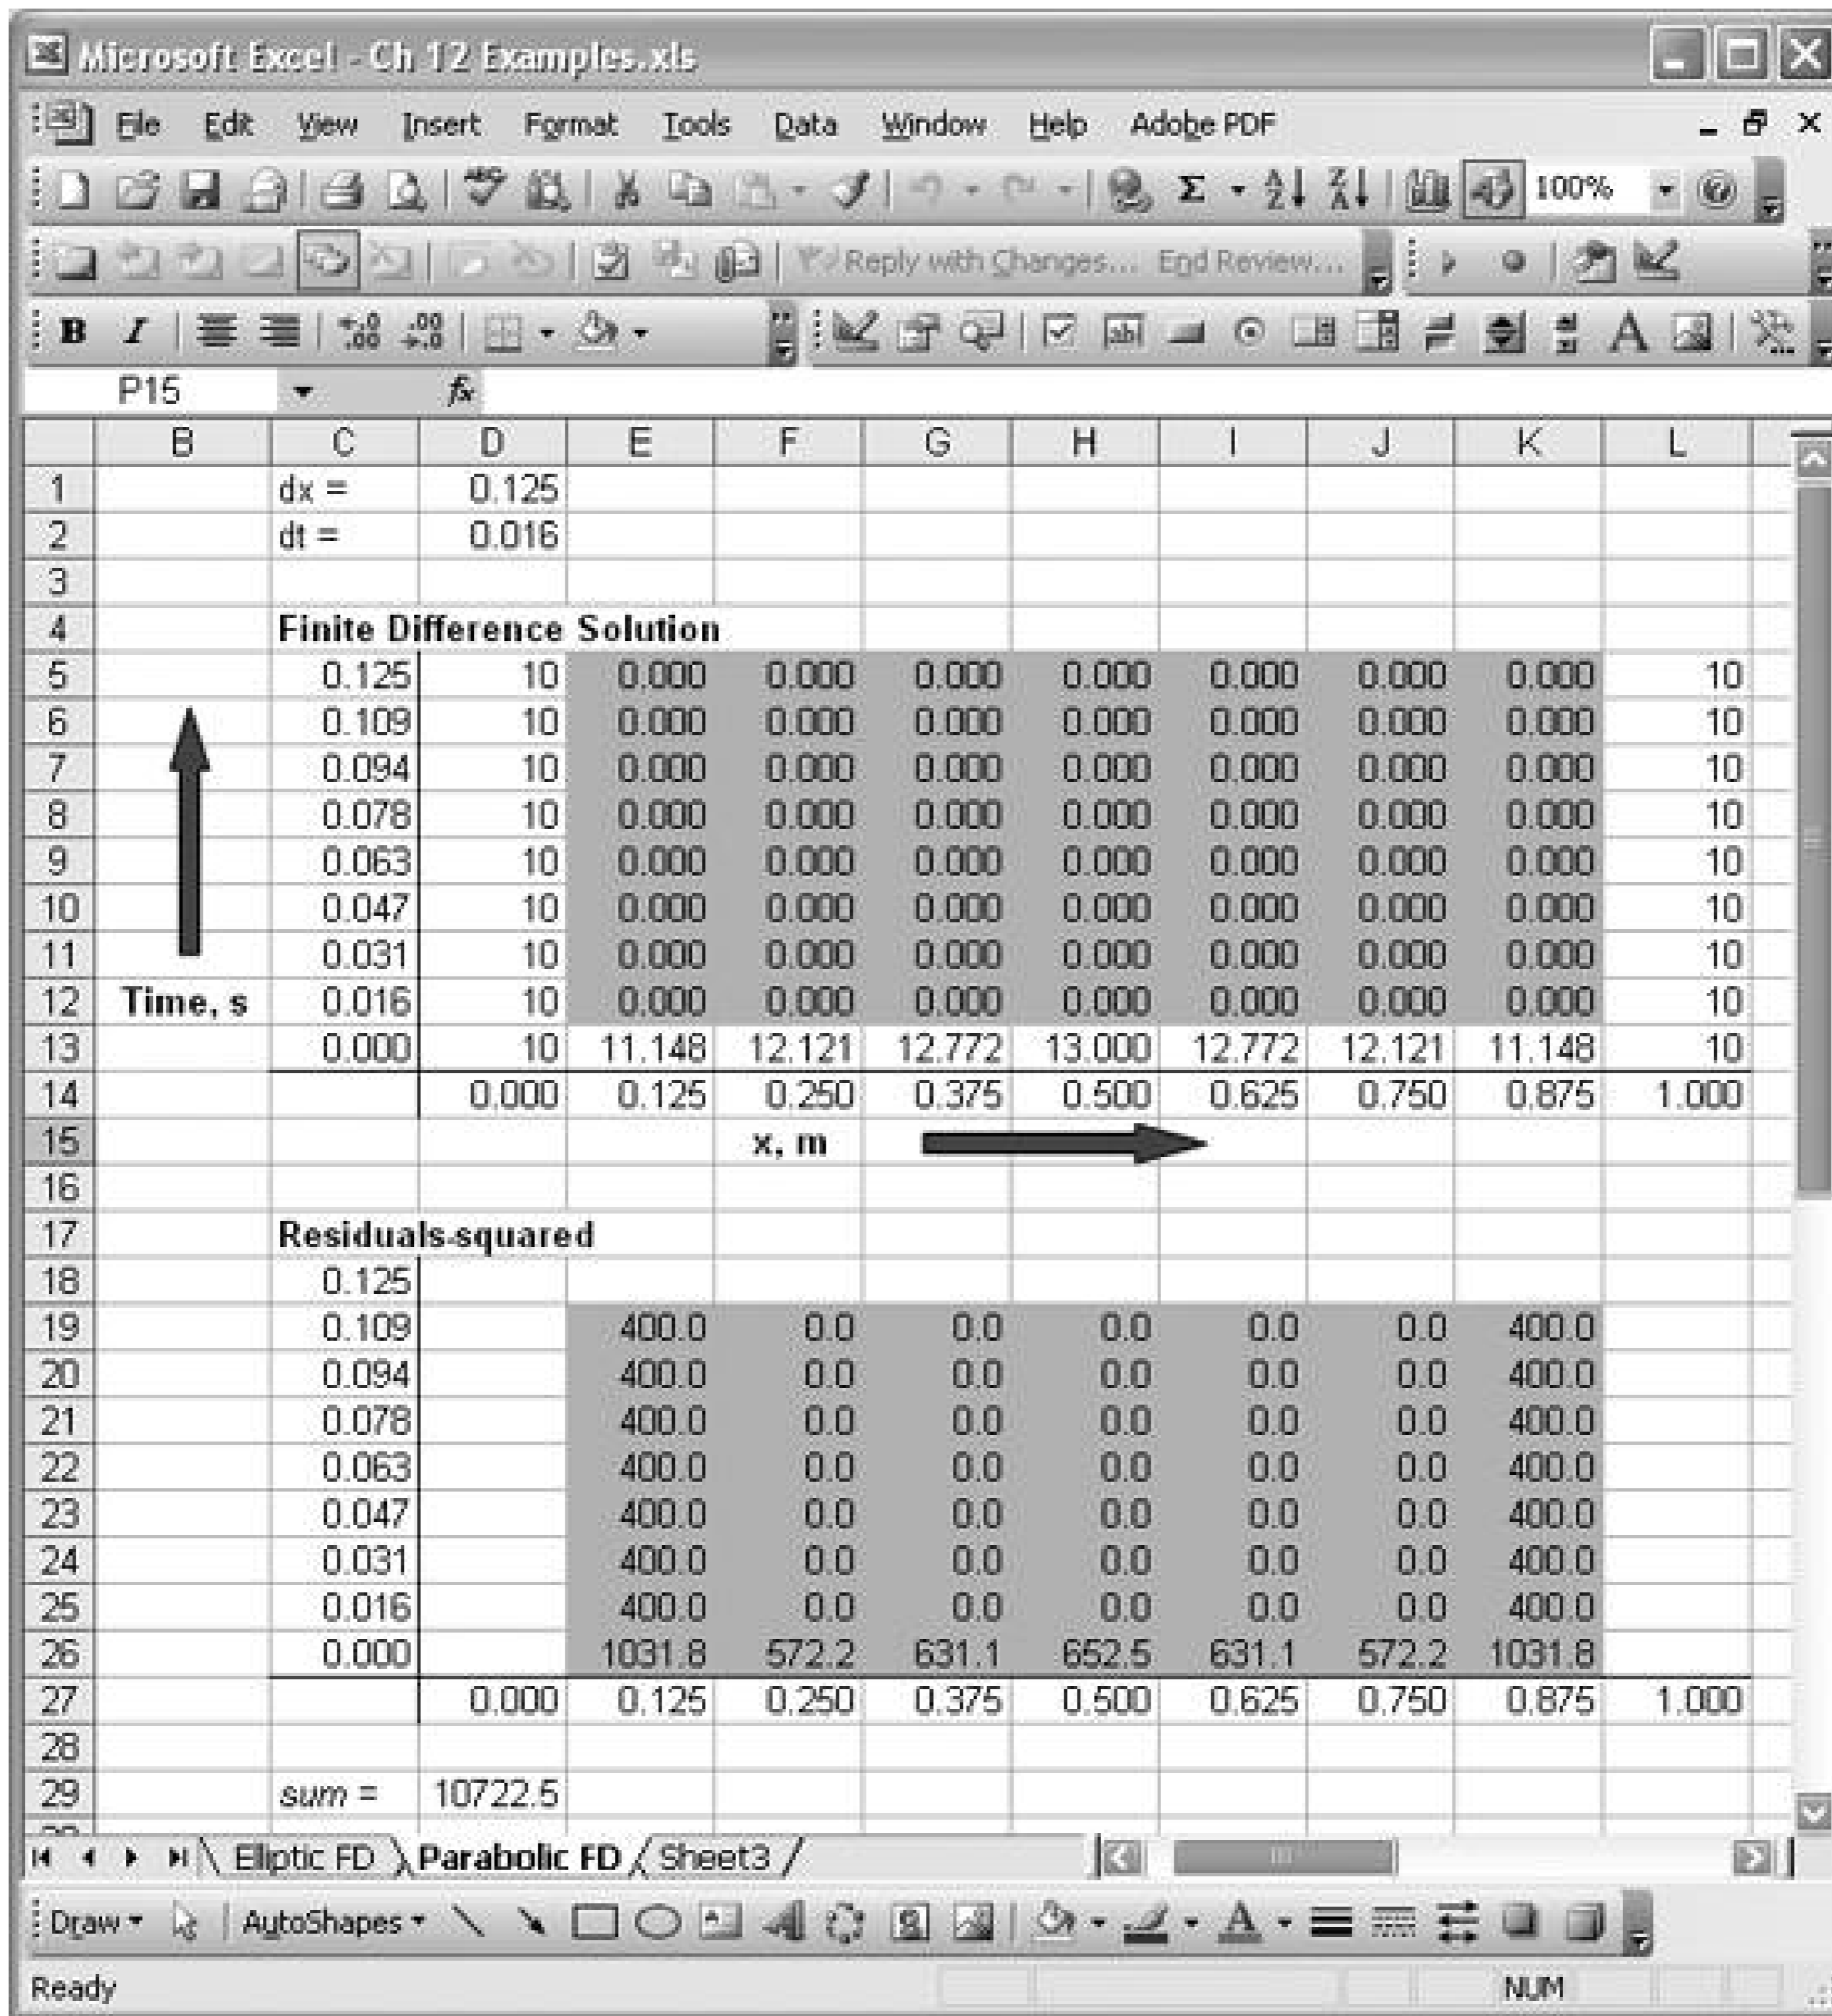 Microsoft Excel - Ch 12 Examples.xls
File Edit View Insert Format Tools Data Window Help Adobe PDF
100%
Reply with Changes... End Review...
P15 fx
B C D E F G H I J K L
1 dx = 0.125
2 dt = 0.016
3
4 Finite Difference Solution
5 0.125 10 0.000 0.000 0.000 0.000 0.000 0.000 0.000 10
6 0.109 10 0.000 0.000 0.000 0.000 0.000 0.000 0.000 10
7 0.094 10 0.000 0.000 0.000 0.000 0.000 0.000 0.000 10
8 0.078 10 0.000 0.000 0.000 0.000 0.000 0.000 0.000 10
9 0.063 10 0.000 0.000 0.000 0.000 0.000 0.000 0.000 10
10 0.047 10 0.000 0.000 0.000 0.000 0.000 0.000 0.000 10
11 0.031 10 0.000 0.000 0.000 0.000 0.000 0.000 0.000 10
12 Time, s 0.016 10 0.000 0.000 0.000 0.000 0.000 0.000 0.000 10
13 0.000 10 11.148 12.121 12.772 13.000 12.772 12.121 11.148 10
14 0.000 0.125 0.250 0.375 0.500 0.625 0.750 0.875 1.000
15 x, m
16
17 Residuals-squared
18 0.125
19 0.109 400.0 0.0 0.0 0.0 0.0 0.0 400.0
20 0.094 400.0 0.0 0.0 0.0 0.0 0.0 400.0
21 0.078 400.0 0.0 0.0 0.0 0.0 0.0 400.0
22 0.063 400.0 0.0 0.0 0.0 0.0 0.0 400.0
23 0.047 400.0 0.0 0.0 0.0 0.0 0.0 400.0
24 0.031 400.0 0.0 0.0 0.0 0.0 0.0 400.0
25 0.016 400.0 0.0 0.0 0.0 0.0 0.0 400.0
26 0.000 1031.8 572.2 631.1 652.5 631.1 572.2 1031.8
27 0.000 0.125 0.250 0.375 0.500 0.625 0.750 0.875 1.000
28
29 sum = 10722.5
Elliptic FD Parabolic FD Sheet3
Draw AutoShapes
Ready NUM